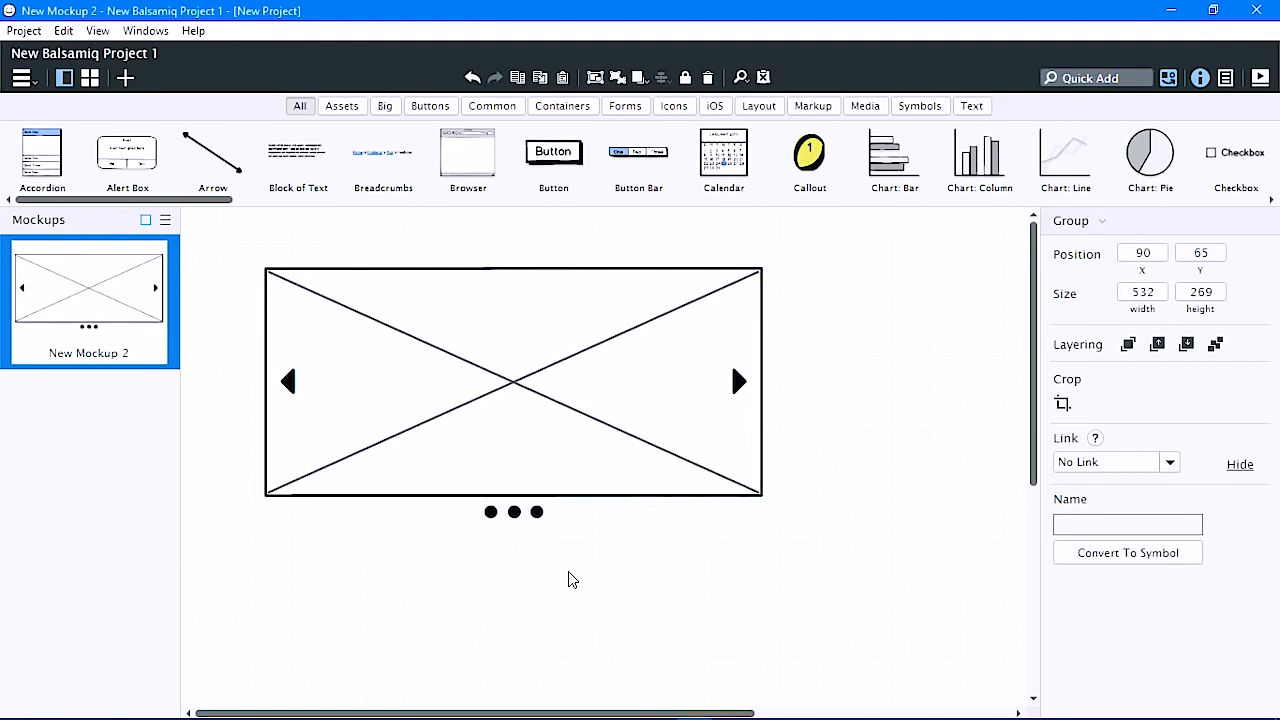 New Mockup 2 - New Balsamiq Project 1 - [New Project]
Project Edit View Windows Help
New Balsamiq Project 1
Quick Add
All Assets Big Buttons Common Containers Forms Icons iOS Layout Markup Media Symbols Text
Button
1
Checkbox
Accordion Alert Box Arrow Block of Text Breadcrumbs Browser Button Button Bar Calendar Callout Chart: Bar Chart: Column Chart: Line Chart: Pie Checkbox
Mockups
New Mockup 2
Group
Position 90 65
X Y
Size 532 269
width height
Layering
Crop
Link ?
No Link Hide
Name
Convert To Symbol